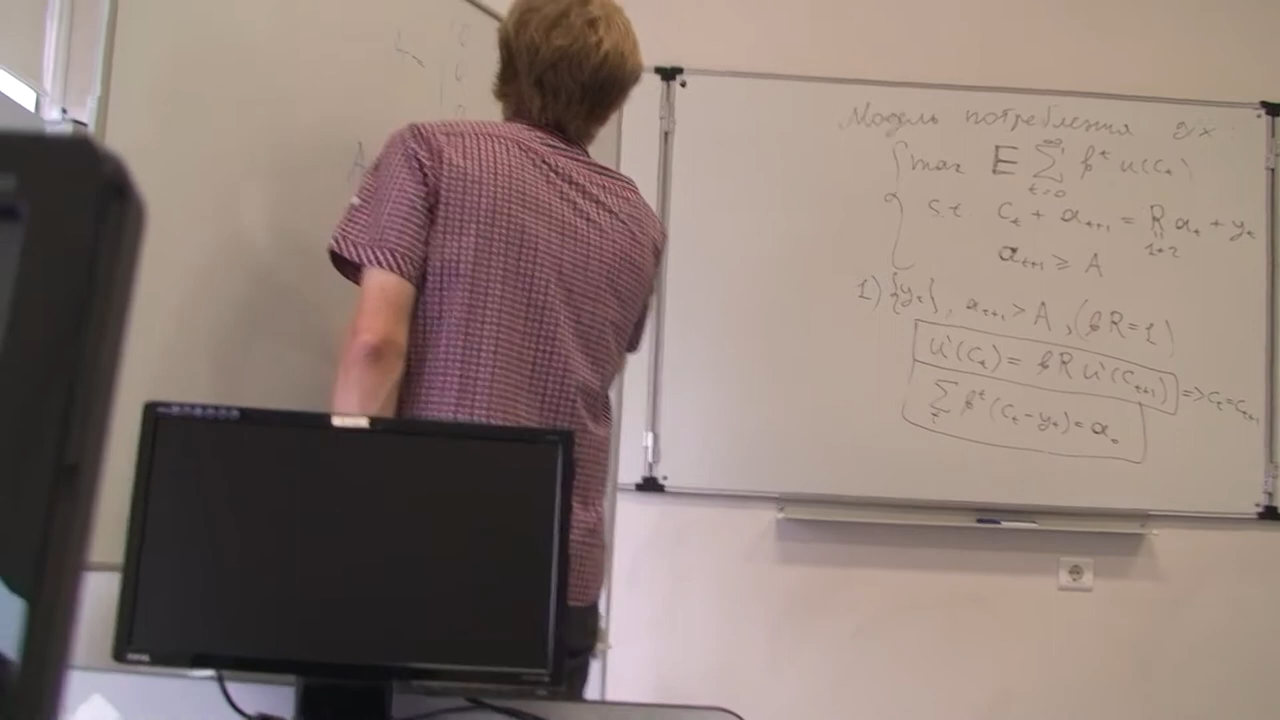 Модель потребления д/х:
max E ∑_{t=0}^{∞} β^t u(c_t)
s.t. c_t + a_{t+1} = R a_t + y_t
1+r
a_{t+1} ≥ A
1) {y_t}, a_{t+1} > A, (βR=1)
u'(c_t) = βR u'(c_{t+1}) => c_t = c_{t+1}
∑_t β^t (c_t - y_t) = a_0